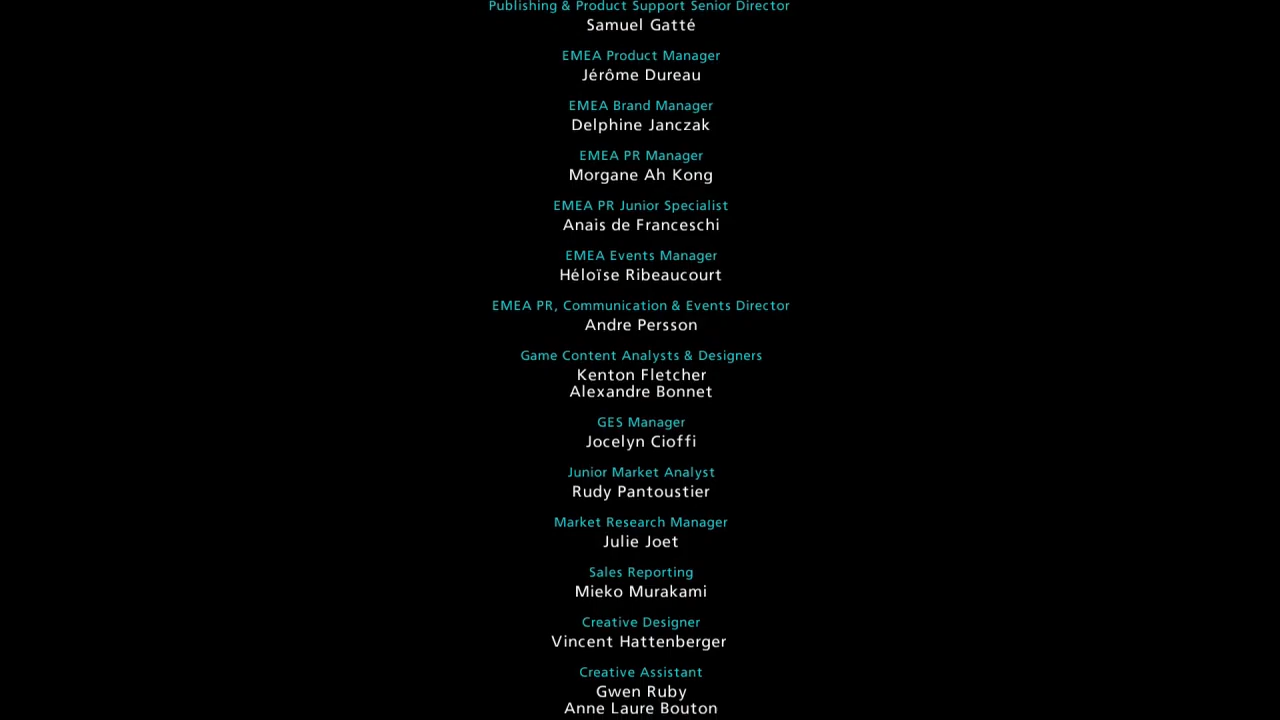 Publishing & Product Support Senior Director
Samuel Gatté
EMEA Product Manager
Jérôme Dureau
EMEA Brand Manager
Delphine Janczak
EMEA PR Manager
Morgane Ah Kong
EMEA PR Junior Specialist
Anais de Franceschi
EMEA Events Manager
Héloïse Ribeaucourt
EMEA PR, Communication & Events Director
Andre Persson
Game Content Analysts & Designers
Kenton Fletcher
Alexandre Bonnet
GES Manager
Jocelyn Cioffi
Junior Market Analyst
Rudy Pantoustier
Market Research Manager
Julie Joet
Sales Reporting
Mieko Murakami
Creative Designer
Vincent Hattenberger
Creative Assistant
Gwen Ruby
Anne Laure Bouton